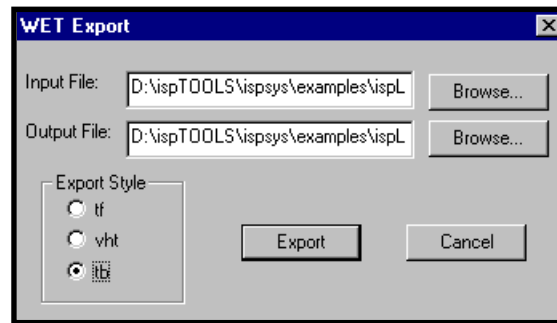 WET Export
Input File: D:\ispTOOLS\ispsys\examples\ispL Browse...
Output File: D:\ispTOOLS\ispsys\examples\ispL Browse...
Export Style
tf
vht
tb
Export
Cancel